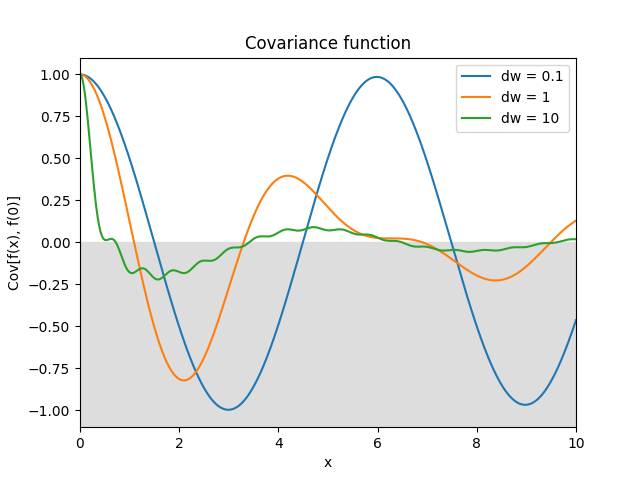 Covariance function
dw = 0.1
dw = 1
dw = 10
Cov[f(x), f(0)]
1.00
0.75
0.50
0.25
0.00
−0.25
−0.50
−0.75
−1.00
0 2 4 6 8 10
x